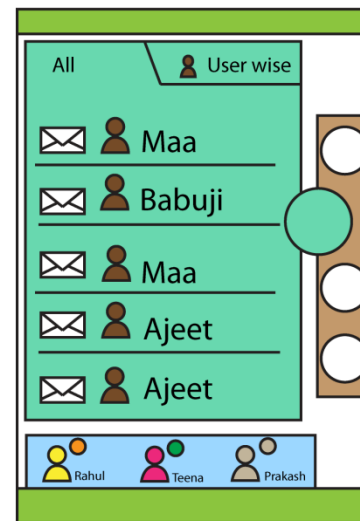 All User wise
Maa
Babuji
Maa
Ajeet
Ajeet
Rahul Teena Prakash